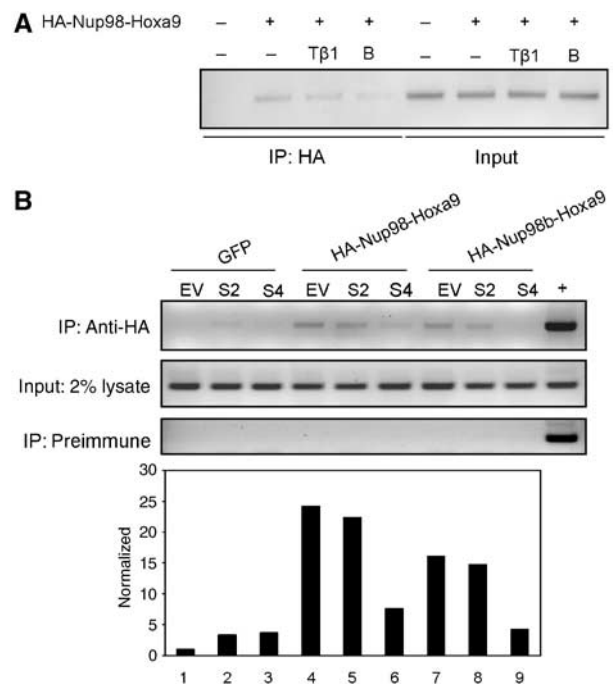 A HA-Nup98-Hoxa9 – + + + – + + +
– – Tβ1 B – – Tβ1 B
IP: HA Input
B
GFP HA-Nup98-Hoxa9 HA-Nup98b-Hoxa9
EV S2 S4 EV S2 S4 EV S2 S4 +
IP: Anti-HA
Input: 2% lysate
IP: Preimmune
Normalized
30
25
20
15
10
5
0
1 2 3 4 5 6 7 8 9